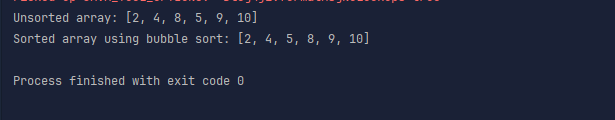 Unsorted array: [2, 4, 8, 5, 9, 10]
Sorted array using bubble sort: [2, 4, 5, 8, 9, 10]
Process finished with exit code 0